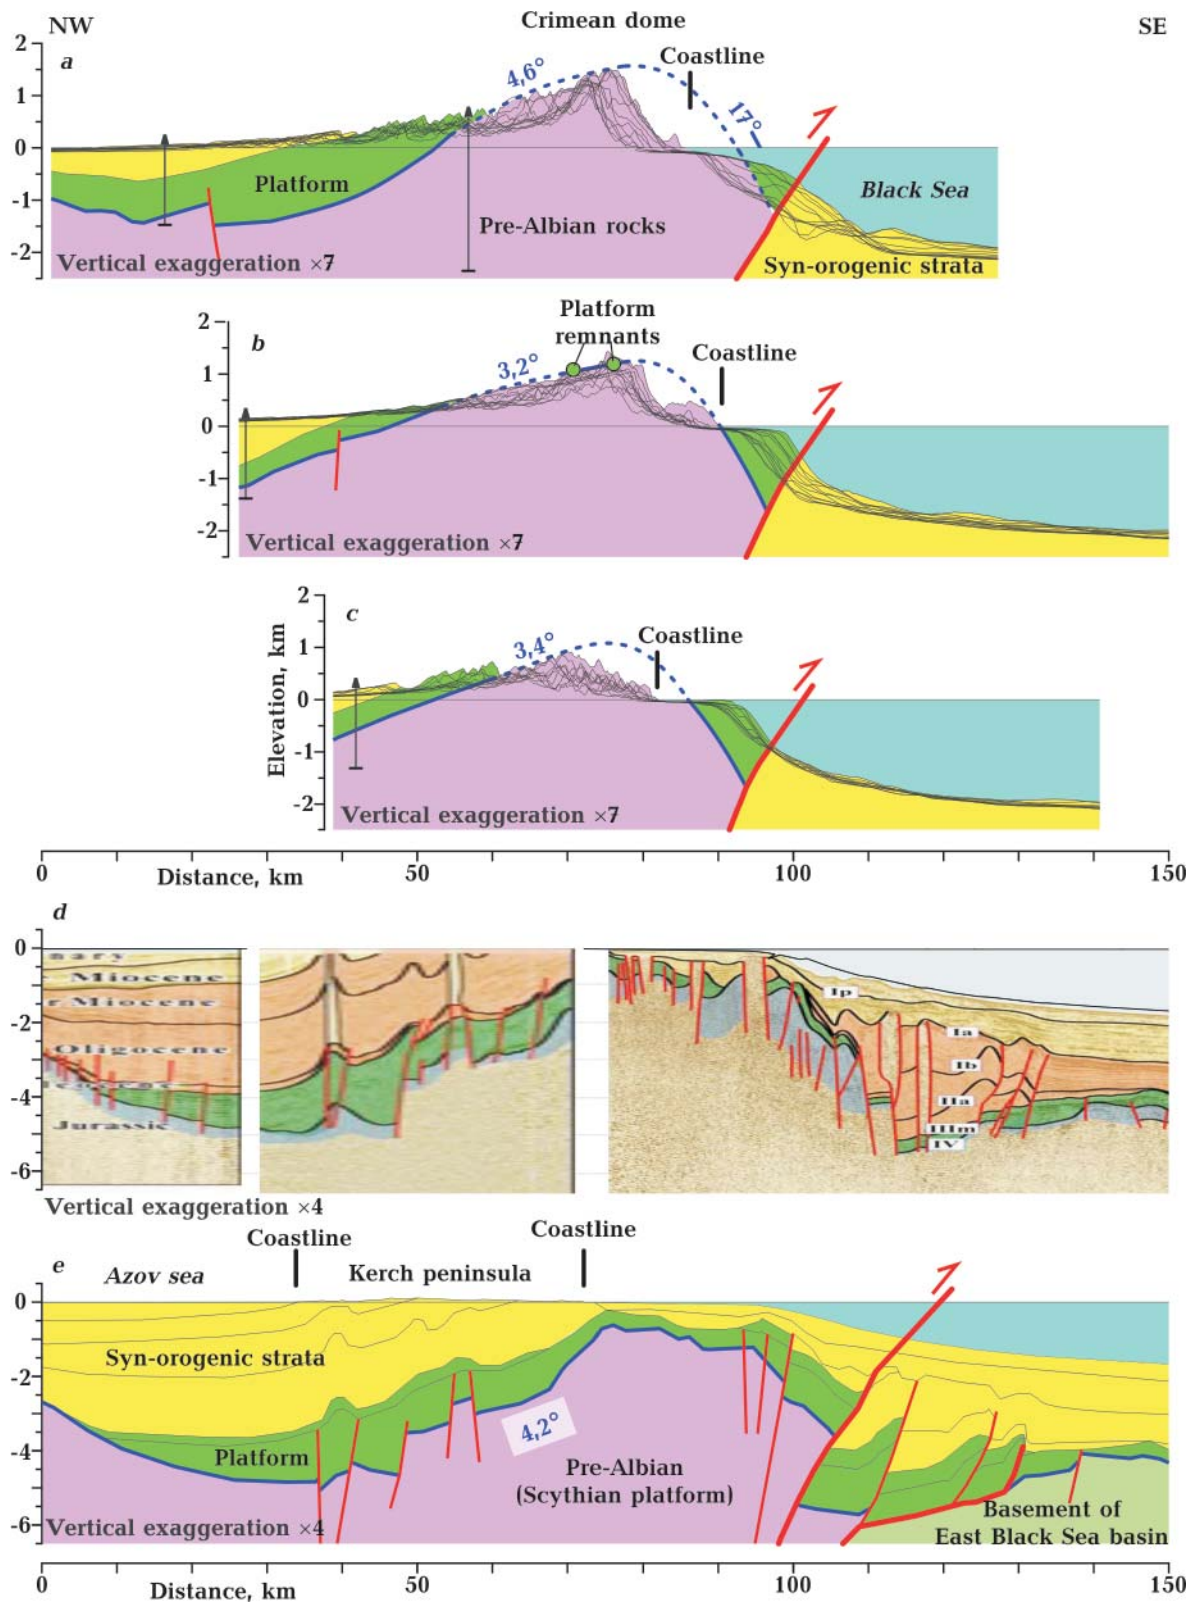 NW
Crimean dome
SE
a
4,6°
Coastline
17°
2
1
0
-1
-2
Platform
Pre-Albian rocks
Black Sea
Vertical exaggeration ×7
Syn-orogenic strata
b
Platform
remnants
3,2°
Coastline
2
1
0
-1
-2
Vertical exaggeration ×7
c
3,4°
Coastline
Elevation, km
2
1
0
-1
-2
Vertical exaggeration ×7
0
50
100
150
Distance, km
d
0
-2
-4
-6
nary
Miocene
r Miocene
Oligocene
Jurassic
Ip
Ia
Ib
IIa
IIIm
IV
Vertical exaggeration ×4
Coastline
Coastline
e
Azov sea
Kerch peninsula
0
-2
-4
-6
Syn-orogenic strata
Platform
4,2°
Pre-Albian
(Scythian platform)
Basement of
East Black Sea basin
Vertical exaggeration ×4
0
50
100
150
Distance, km